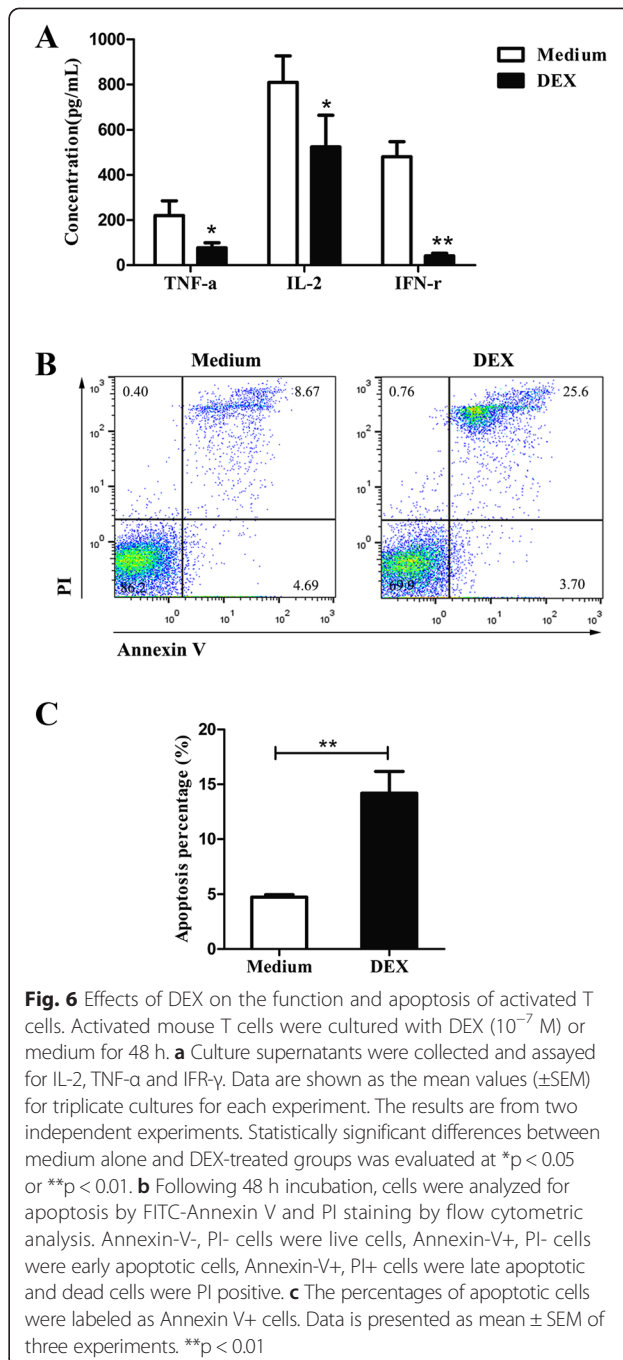 A
Concentration(pg/mL)
1000
800
600
400
200
0
Medium
DEX
*
*
**
TNF-a IL-2 IFN-r
B
Medium DEX
0.40 8.67
0.76 25.6
86.2 4.69
69.9 3.70
10³
10²
10¹
10⁰
10³
10²
10¹
10⁰
10⁰ 10¹ 10² 10³
10⁰ 10¹ 10² 10³
PI
Annexin V
C
Apoptosis percentage (%)
20
15
10
5
0
**
Medium DEX
Fig. 6 Effects of DEX on the function and apoptosis of activated T
cells. Activated mouse T cells were cultured with DEX (10⁻⁷ M) or
medium for 48 h. a Culture supernatants were collected and assayed
for IL-2, TNF-α and IFR-γ. Data are shown as the mean values (±SEM)
for triplicate cultures for each experiment. The results are from two
independent experiments. Statistically significant differences between
medium alone and DEX-treated groups was evaluated at *p < 0.05
or **p < 0.01. b Following 48 h incubation, cells were analyzed for
apoptosis by FITC-Annexin V and PI staining by flow cytometric
analysis. Annexin-V-, PI- cells were live cells, Annexin-V+, PI- cells
were early apoptotic cells, Annexin-V+, PI+ cells were late apoptotic
and dead cells were PI positive. c The percentages of apoptotic cells
were labeled as Annexin V+ cells. Data is presented as mean ± SEM of
three experiments. **p < 0.01